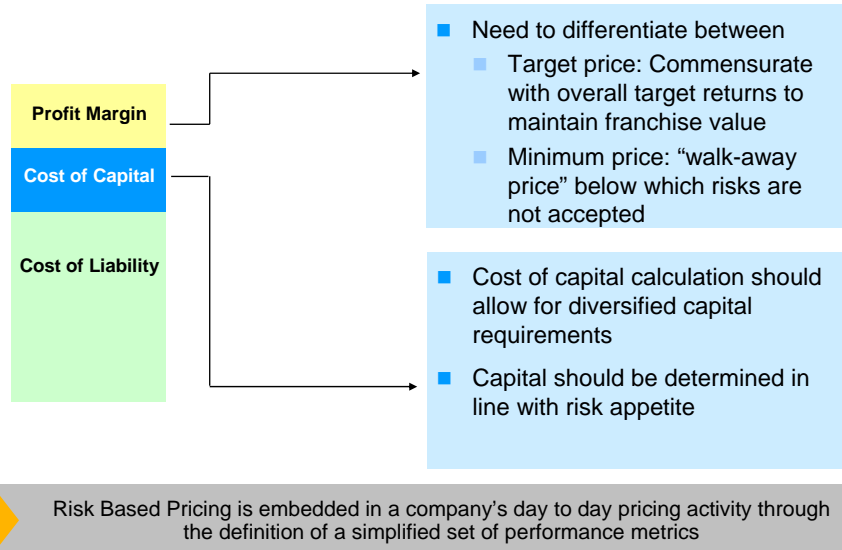 Profit Margin
Cost of Capital
Cost of Liability
Need to differentiate between
Target price: Commensurate
with overall target returns to
maintain franchise value
Minimum price: “walk-away
price” below which risks are
not accepted
Cost of capital calculation should
allow for diversified capital
requirements
Capital should be determined in
line with risk appetite
Risk Based Pricing is embedded in a company’s day to day pricing activity through
the definition of a simplified set of performance metrics